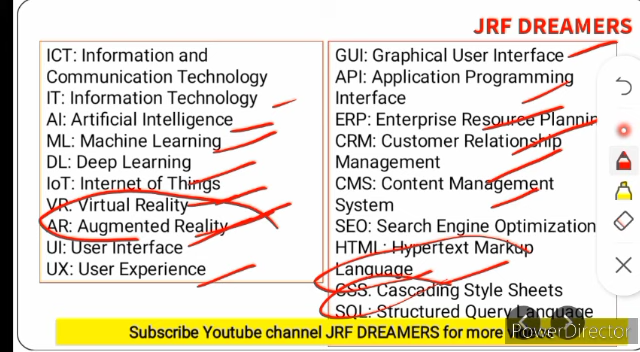 JRF DREAMERS
ICT: Information and
Communication Technology
IT: Information Technology
AI: Artificial Intelligence
ML: Machine Learning
DL: Deep Learning
IoT: Internet of Things
VR: Virtual Reality
AR: Augmented Reality
UI: User Interface
UX: User Experience
GUI: Graphical User Interface
API: Application Programming
Interface
ERP: Enterprise Resource Plannin
CRM: Customer Relationship
Management
CMS: Content Management
System
SEO: Search Engine Optimization
HTML: Hypertext Markup
Language
CSS: Cascading Style Sheets
SQL: Structured Query Language
Subscribe Youtube channel JRF DREAMERS for more
PowerDirector